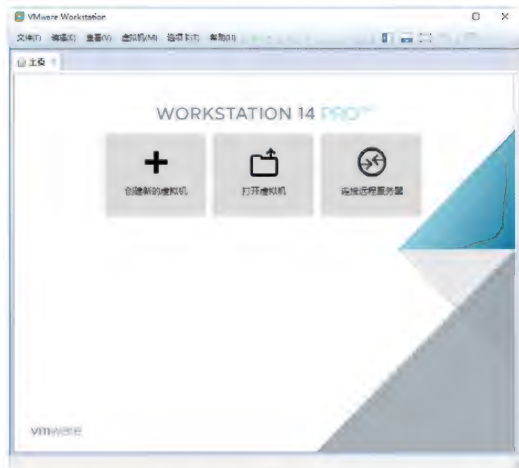 VMware Workstation
文件(F) 编辑(E) 查看(V) 虚拟机(M) 选项卡(T) 帮助(H)
主页
WORKSTATION 14 PRO™
创建新的虚拟机 打开虚拟机 连接远程服务器
vmware